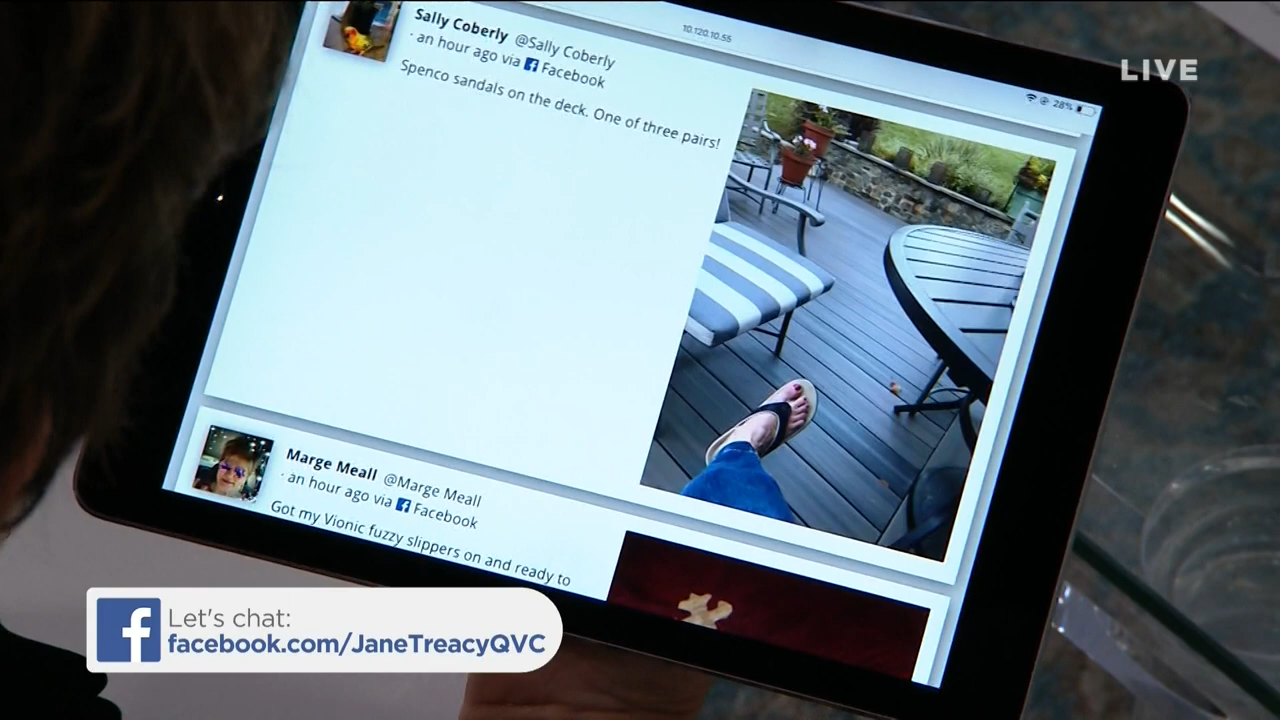 Sally Coberly @Sally Coberly
· an hour ago via Facebook
Spenco sandals on the deck. One of three pairs!
10.120.10.55
LIVE
28%
Marge Meall @Marge Meall
· an hour ago via Facebook
Got my Vionic fuzzy slippers on and ready to
Let's chat:
facebook.com/JaneTreacyQVC